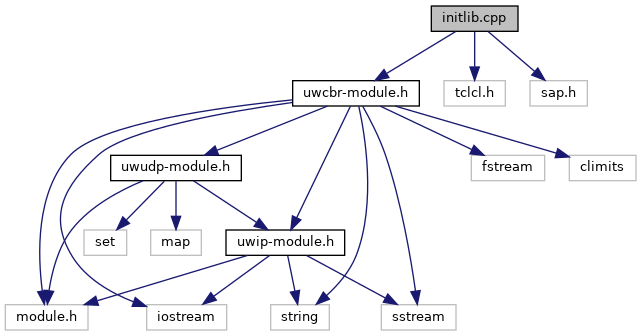 initlib.cpp
uwcbr-module.h
tclcl.h
sap.h
uwudp-module.h
fstream
climits
set
map
uwip-module.h
module.h
iostream
string
sstream